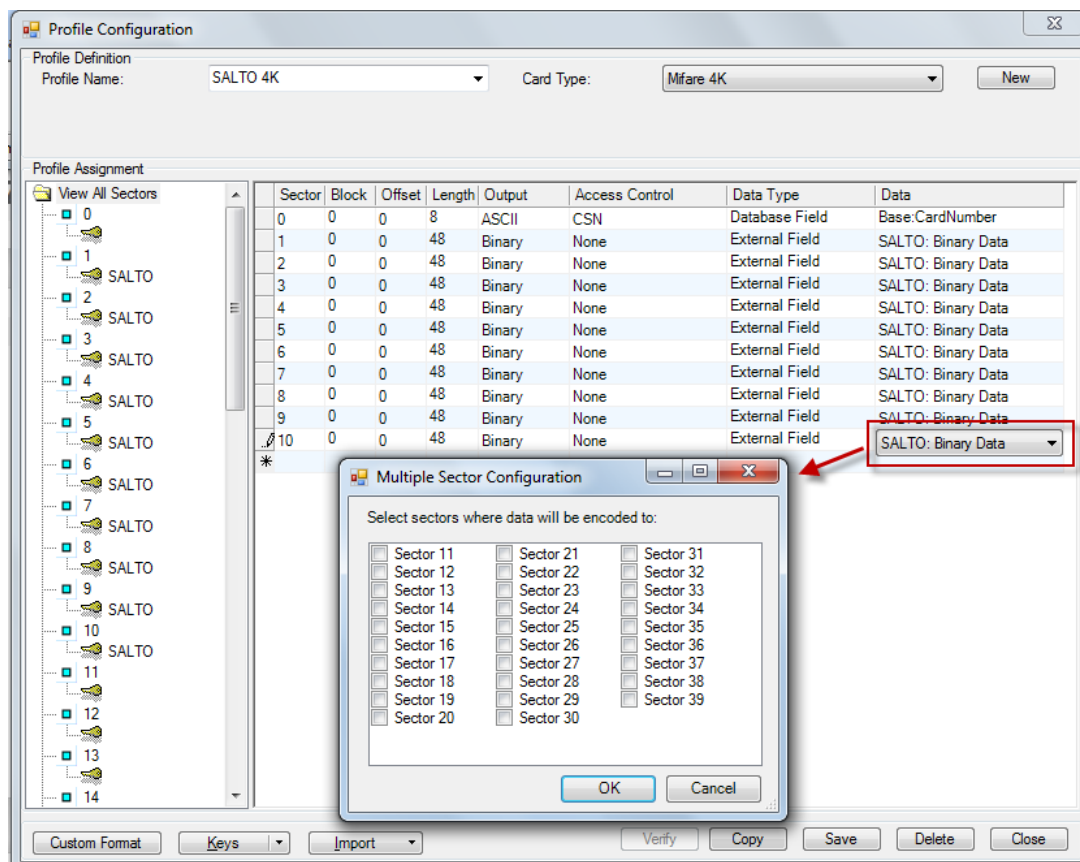 Profile Configuration
Profile Definition
Profile Name: SALTO 4K Card Type: Mifare 4K New
Profile Assignment
View All Sectors
0
1
SALTO
2
SALTO
3
SALTO
4
SALTO
5
SALTO
6
SALTO
7
SALTO
8
SALTO
9
SALTO
10
SALTO
11
12
13
14
Sector Block Offset Length Output Access Control Data Type Data
0 0 0 8 ASCII CSN Database Field Base:CardNumber
1 0 0 48 Binary None External Field SALTO: Binary Data
2 0 0 48 Binary None External Field SALTO: Binary Data
3 0 0 48 Binary None External Field SALTO: Binary Data
4 0 0 48 Binary None External Field SALTO: Binary Data
5 0 0 48 Binary None External Field SALTO: Binary Data
6 0 0 48 Binary None External Field SALTO: Binary Data
7 0 0 48 Binary None External Field SALTO: Binary Data
8 0 0 48 Binary None External Field SALTO: Binary Data
9 0 0 48 Binary None External Field SALTO: Binary Data
10 0 0 48 Binary None External Field SALTO: Binary Data
Multiple Sector Configuration
Select sectors where data will be encoded to:
Sector 11 Sector 21 Sector 31
Sector 12 Sector 22 Sector 32
Sector 13 Sector 23 Sector 33
Sector 14 Sector 24 Sector 34
Sector 15 Sector 25 Sector 35
Sector 16 Sector 26 Sector 36
Sector 17 Sector 27 Sector 37
Sector 18 Sector 28 Sector 38
Sector 19 Sector 29 Sector 39
Sector 20 Sector 30
OK Cancel
Custom Format Keys Import Verify Copy Save Delete Close